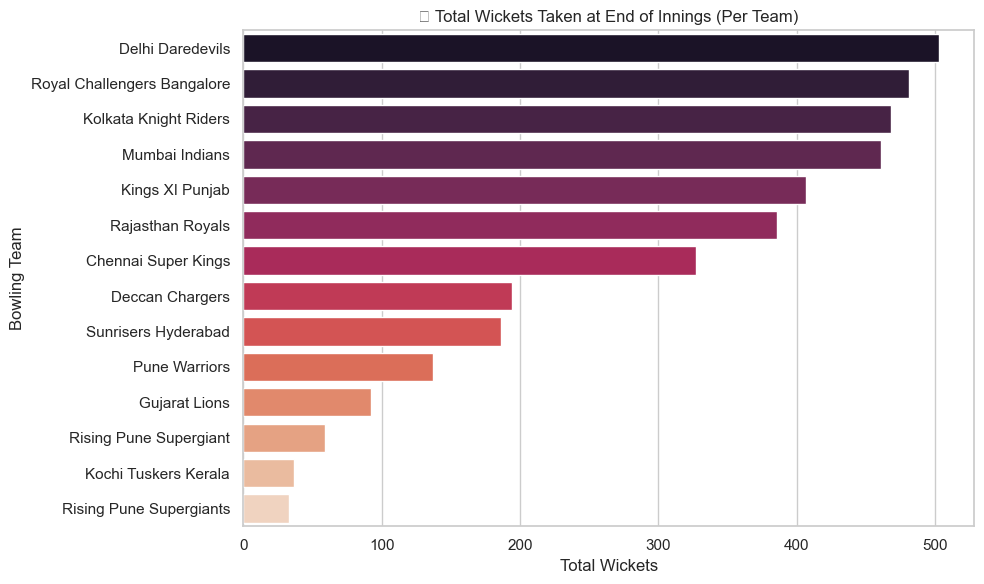 Total Wickets Taken at End of Innings (Per Team)
Bowling Team
Delhi Daredevils
Royal Challengers Bangalore
Kolkata Knight Riders
Mumbai Indians
Kings XI Punjab
Rajasthan Royals
Chennai Super Kings
Deccan Chargers
Sunrisers Hyderabad
Pune Warriors
Gujarat Lions
Rising Pune Supergiant
Kochi Tuskers Kerala
Rising Pune Supergiants
0 100 200 300 400 500
Total Wickets